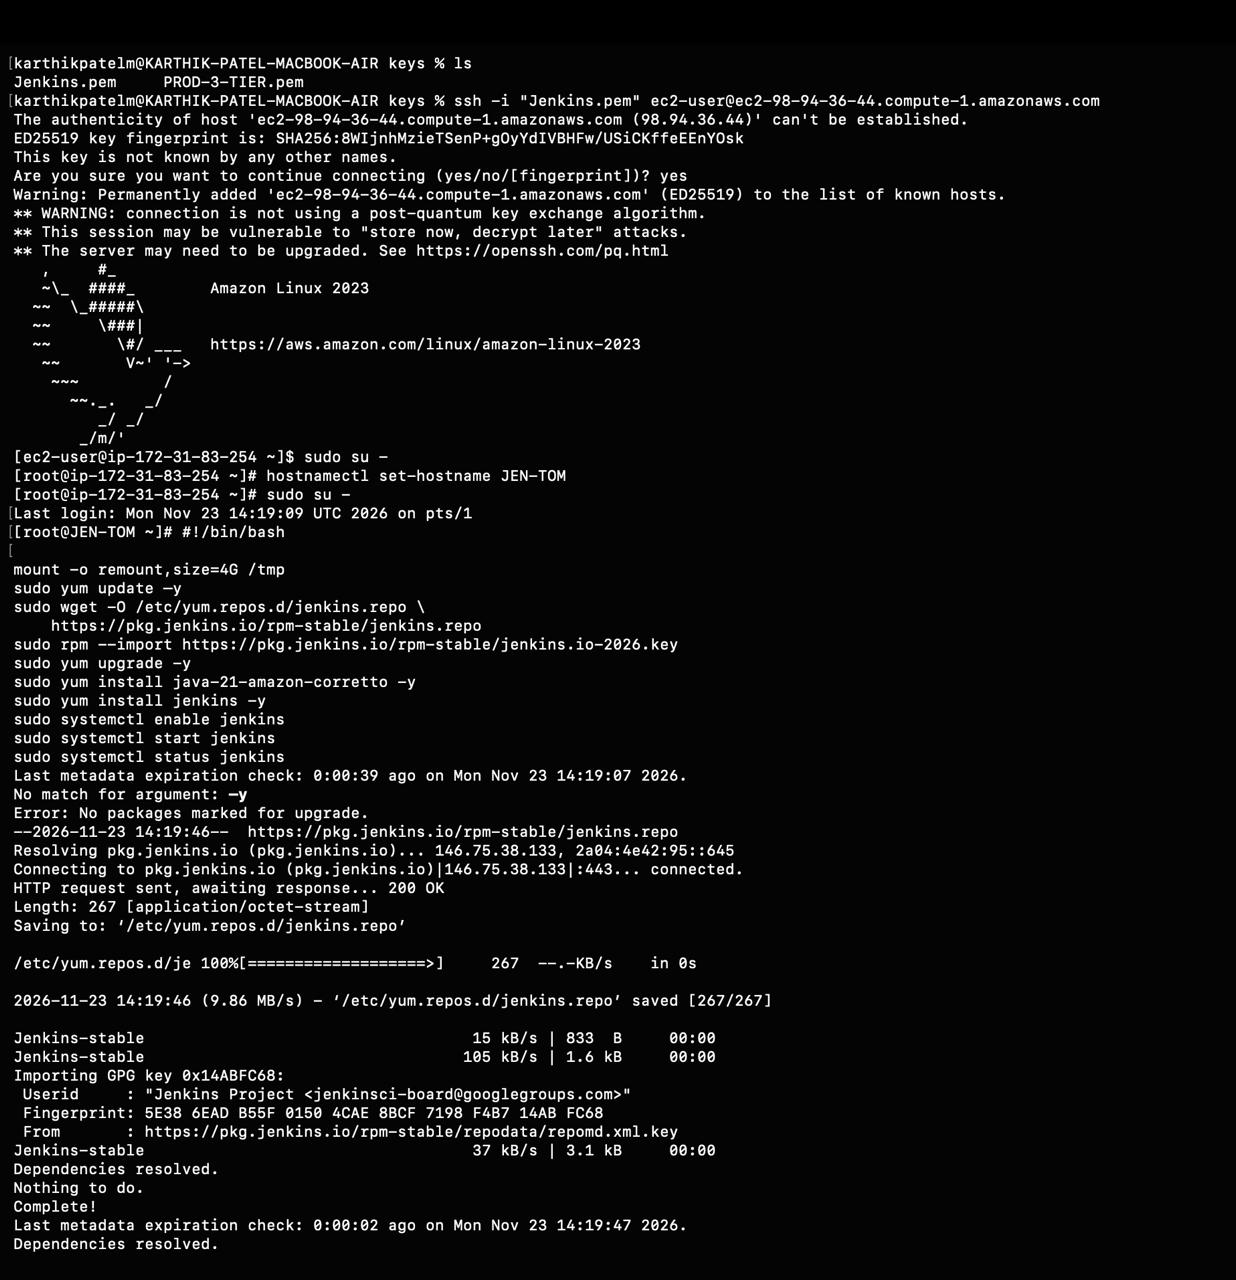 [karthikpatelm@KARTHIK-PATEL-MACBOOK-AIR keys % ls
Jenkins.pem     PROD-3-TIER.pem
[karthikpatelm@KARTHIK-PATEL-MACBOOK-AIR keys % ssh -i "Jenkins.pem" ec2-user@ec2-98-94-36-44.compute-1.amazonaws.com
The authenticity of host 'ec2-98-94-36-44.compute-1.amazonaws.com (98.94.36.44)' can't be established.
ED25519 key fingerprint is: SHA256:8WIjnhMzieTSenP+gOyYdIVBHFw/USiCKffeEEnYOsk
This key is not known by any other names.
Are you sure you want to continue connecting (yes/no/[fingerprint])? yes
Warning: Permanently added 'ec2-98-94-36-44.compute-1.amazonaws.com' (ED25519) to the list of known hosts.
** WARNING: connection is not using a post-quantum key exchange algorithm.
** This session may be vulnerable to "store now, decrypt later" attacks.
** The server may need to be upgraded. See https://openssh.com/pq.html
   ,     #_
   ~\_  ####_        Amazon Linux 2023
  ~~  \_#####\
  ~~     \###|
  ~~       \#/ ___   https://aws.amazon.com/linux/amazon-linux-2023
   ~~       V~' '->
    ~~~         /
      ~~._.   _/
         _/ _/
       _/m/'
[ec2-user@ip-172-31-83-254 ~]$ sudo su -
[root@ip-172-31-83-254 ~]# hostnamectl set-hostname JEN-TOM
[root@ip-172-31-83-254 ~]# sudo su -
[Last login: Mon Nov 23 14:19:09 UTC 2026 on pts/1
[[root@JEN-TOM ~]# #!/bin/bash
[
mount -o remount,size=4G /tmp
sudo yum update –y
sudo wget -O /etc/yum.repos.d/jenkins.repo \
    https://pkg.jenkins.io/rpm-stable/jenkins.repo
sudo rpm --import https://pkg.jenkins.io/rpm-stable/jenkins.io-2026.key
sudo yum upgrade -y
sudo yum install java-21-amazon-corretto -y
sudo yum install jenkins -y
sudo systemctl enable jenkins
sudo systemctl start jenkins
sudo systemctl status jenkins
Last metadata expiration check: 0:00:39 ago on Mon Nov 23 14:19:07 2026.
No match for argument: –y
Error: No packages marked for upgrade.
--2026-11-23 14:19:46--  https://pkg.jenkins.io/rpm-stable/jenkins.repo
Resolving pkg.jenkins.io (pkg.jenkins.io)... 146.75.38.133, 2a04:4e42:95::645
Connecting to pkg.jenkins.io (pkg.jenkins.io)|146.75.38.133|:443... connected.
HTTP request sent, awaiting response... 200 OK
Length: 267 [application/octet-stream]
Saving to: ‘/etc/yum.repos.d/jenkins.repo’
/etc/yum.repos.d/je 100%[===================>]     267  --.-KB/s    in 0s
2026-11-23 14:19:46 (9.86 MB/s) - ‘/etc/yum.repos.d/jenkins.repo’ saved [267/267]
Jenkins-stable                                   15 kB/s | 833  B     00:00
Jenkins-stable                                  105 kB/s | 1.6 kB     00:00
Importing GPG key 0x14ABFC68:
 Userid     : "Jenkins Project <jenkinsci-board@googlegroups.com>"
 Fingerprint: 5E38 6EAD B55F 0150 4CAE 8BCF 7198 F4B7 14AB FC68
 From       : https://pkg.jenkins.io/rpm-stable/repodata/repomd.xml.key
Jenkins-stable                                   37 kB/s | 3.1 kB     00:00
Dependencies resolved.
Nothing to do.
Complete!
Last metadata expiration check: 0:00:02 ago on Mon Nov 23 14:19:47 2026.
Dependencies resolved.